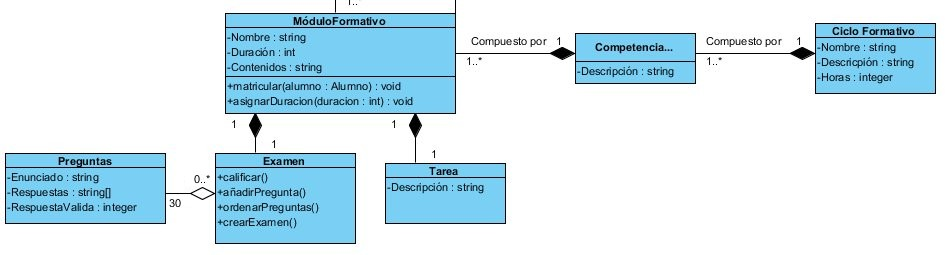 1..
MóduloFormativo
-Nombre : string
-Duración : int
-Contenidos : string
+matricular(alumno : Alumno) : void
+asignarDuracion(duracion : int) : void
Compuesto por
1
1..*
Competencia...
-Descripción : string
Compuesto por
1
1..*
Ciclo Formativo
-Nombre : string
-Descricpión : string
-Horas : integer
1
1
1
1
Preguntas
-Enunciado : string
-Respuestas : string[]
-RespuestaValida : integer
0..*
30
Examen
+calificar()
+añadirPregunta()
+ordenarPreguntas()
+crearExamen()
Tarea
-Descripción : string